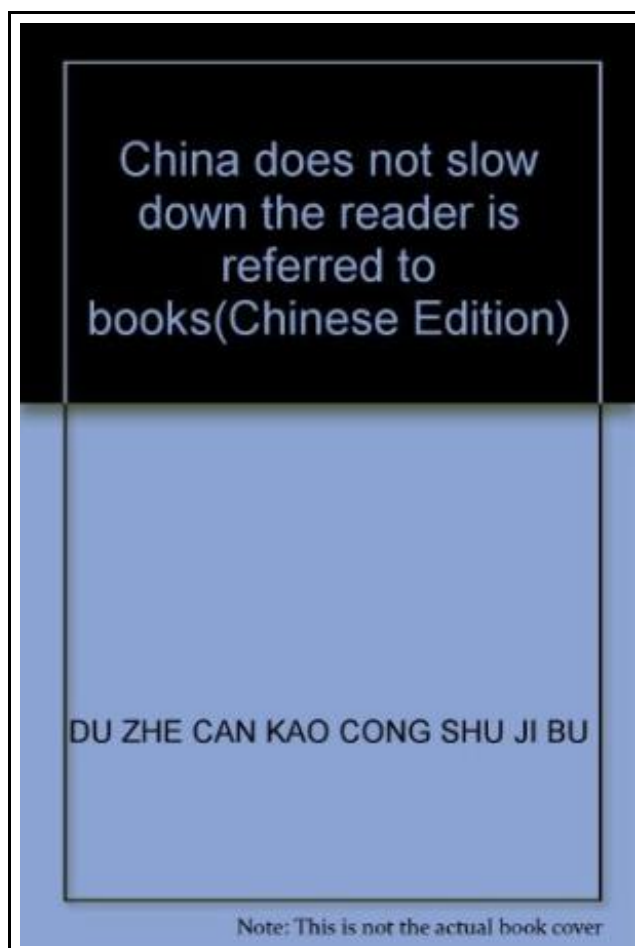 China does not slow
down the reader is
referred to
books(Chinese Edition)
DU ZHE CAN KAO CONG SHU JI BU
Note: This is not the actual book cover